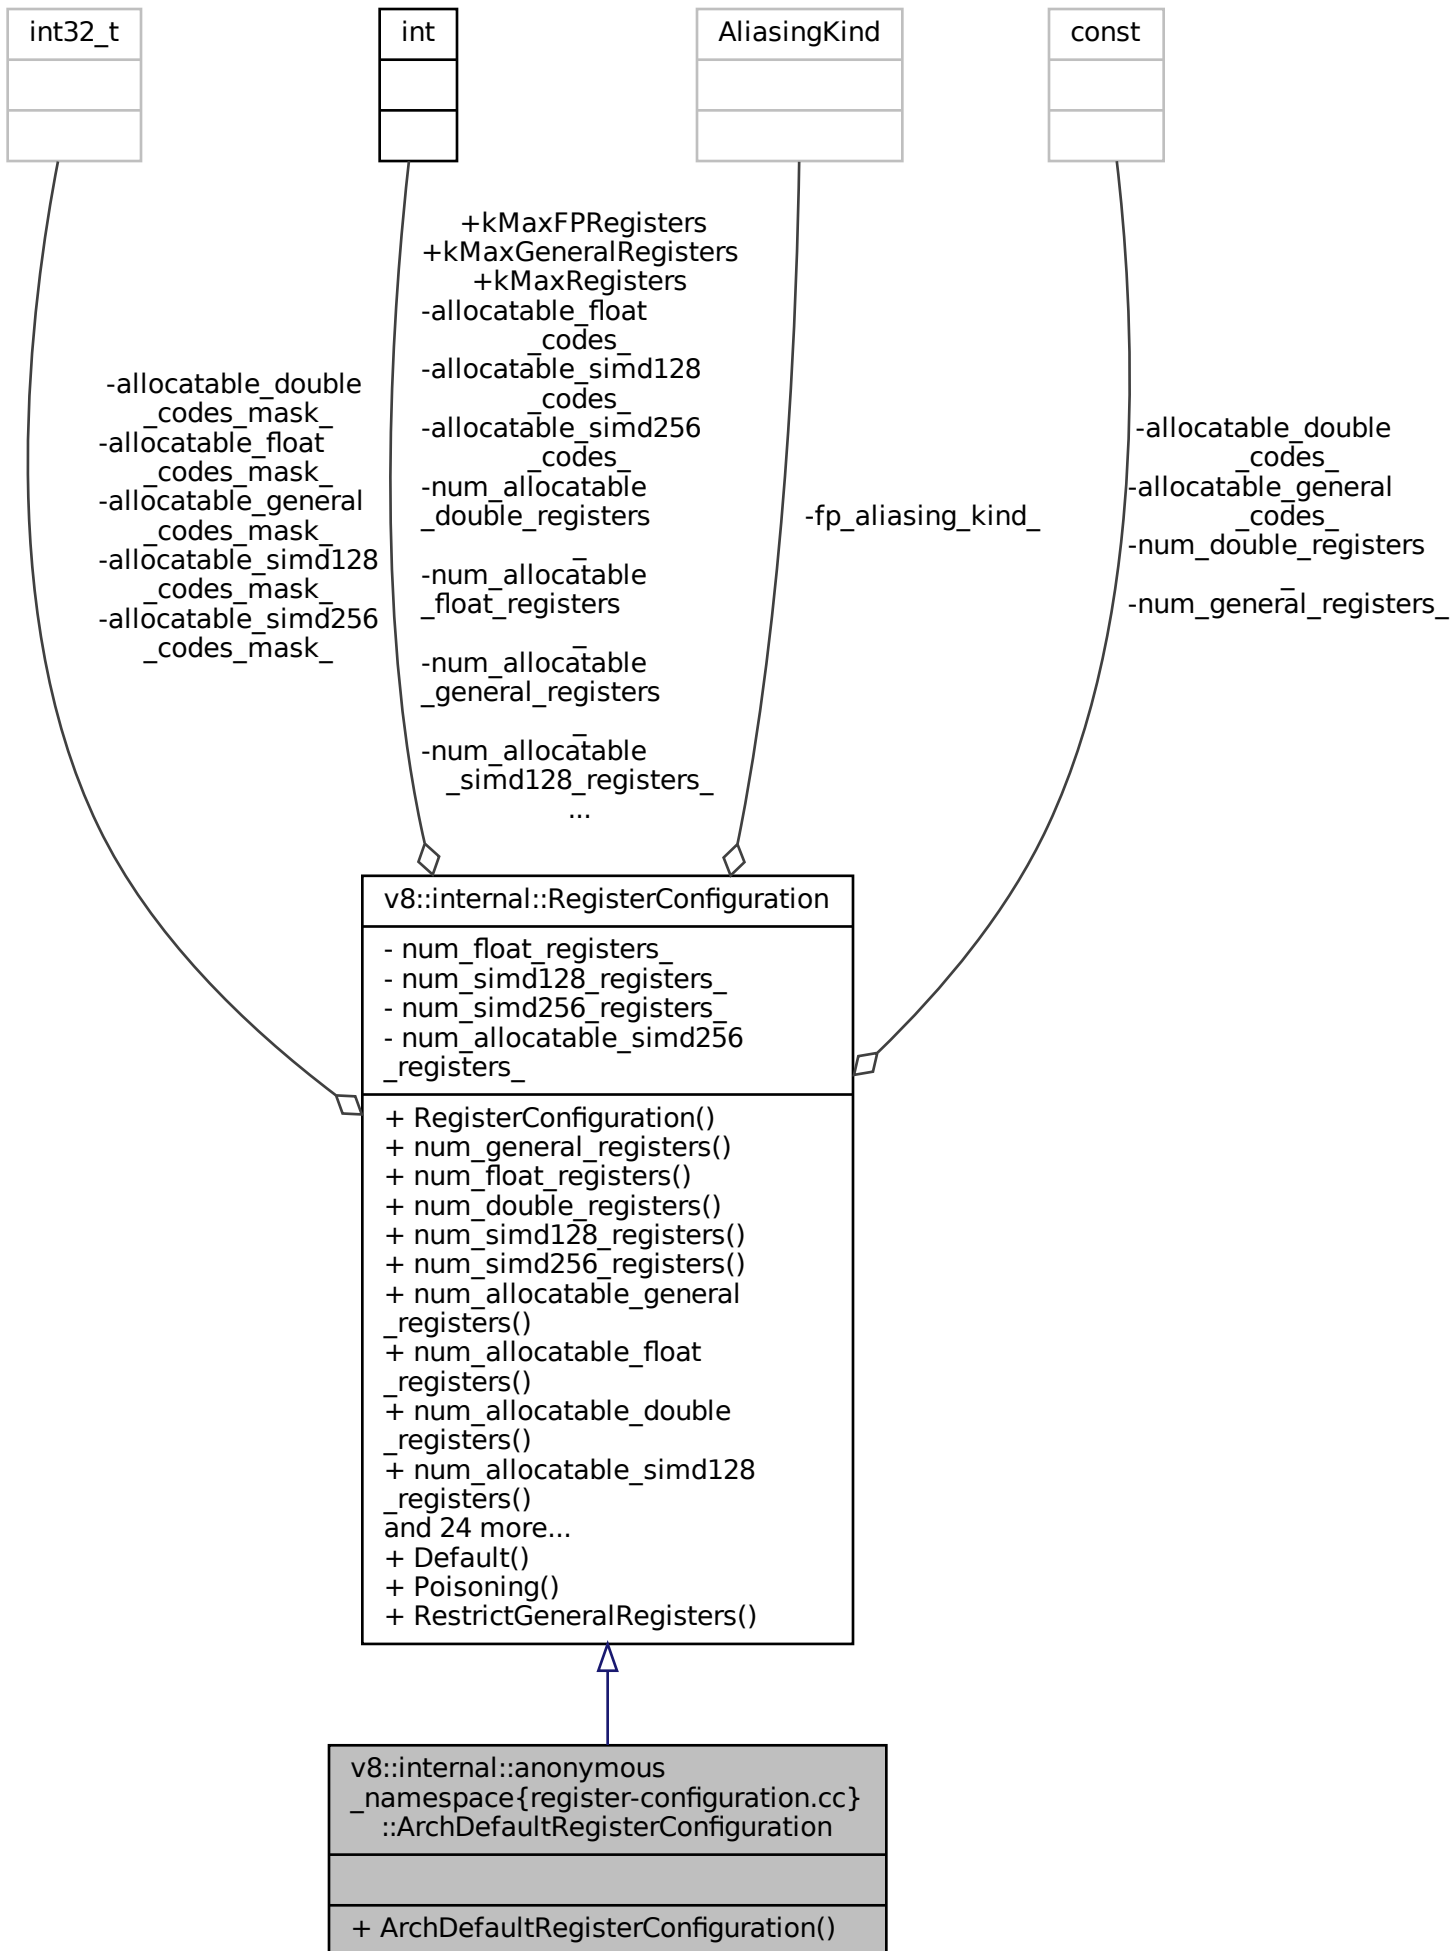 int32_t
int
AliasingKind
const
-allocatable_double
_codes_mask_
-allocatable_float
_codes_mask_
-allocatable_general
_codes_mask_
-allocatable_simd128
_codes_mask_
-allocatable_simd256
_codes_mask_
+kMaxFPRegisters
+kMaxGeneralRegisters
+kMaxRegisters
-allocatable_float
_codes_
-allocatable_simd128
_codes_
-allocatable_simd256
_codes_
-num_allocatable
_double_registers
_
-num_allocatable
_float_registers
_
-num_allocatable
_general_registers
_
-num_allocatable
_simd128_registers_
...
-fp_aliasing_kind_
-allocatable_double
_codes_
-allocatable_general
_codes_
-num_double_registers
_
-num_general_registers_
v8::internal::RegisterConfiguration
- num_float_registers_
- num_simd128_registers_
- num_simd256_registers_
- num_allocatable_simd256
_registers_
+ RegisterConfiguration()
+ num_general_registers()
+ num_float_registers()
+ num_double_registers()
+ num_simd128_registers()
+ num_simd256_registers()
+ num_allocatable_general
_registers()
+ num_allocatable_float
_registers()
+ num_allocatable_double
_registers()
+ num_allocatable_simd128
_registers()
and 24 more...
+ Default()
+ Poisoning()
+ RestrictGeneralRegisters()
v8::internal::anonymous
_namespace{register-configuration.cc}
::ArchDefaultRegisterConfiguration
+ ArchDefaultRegisterConfiguration()